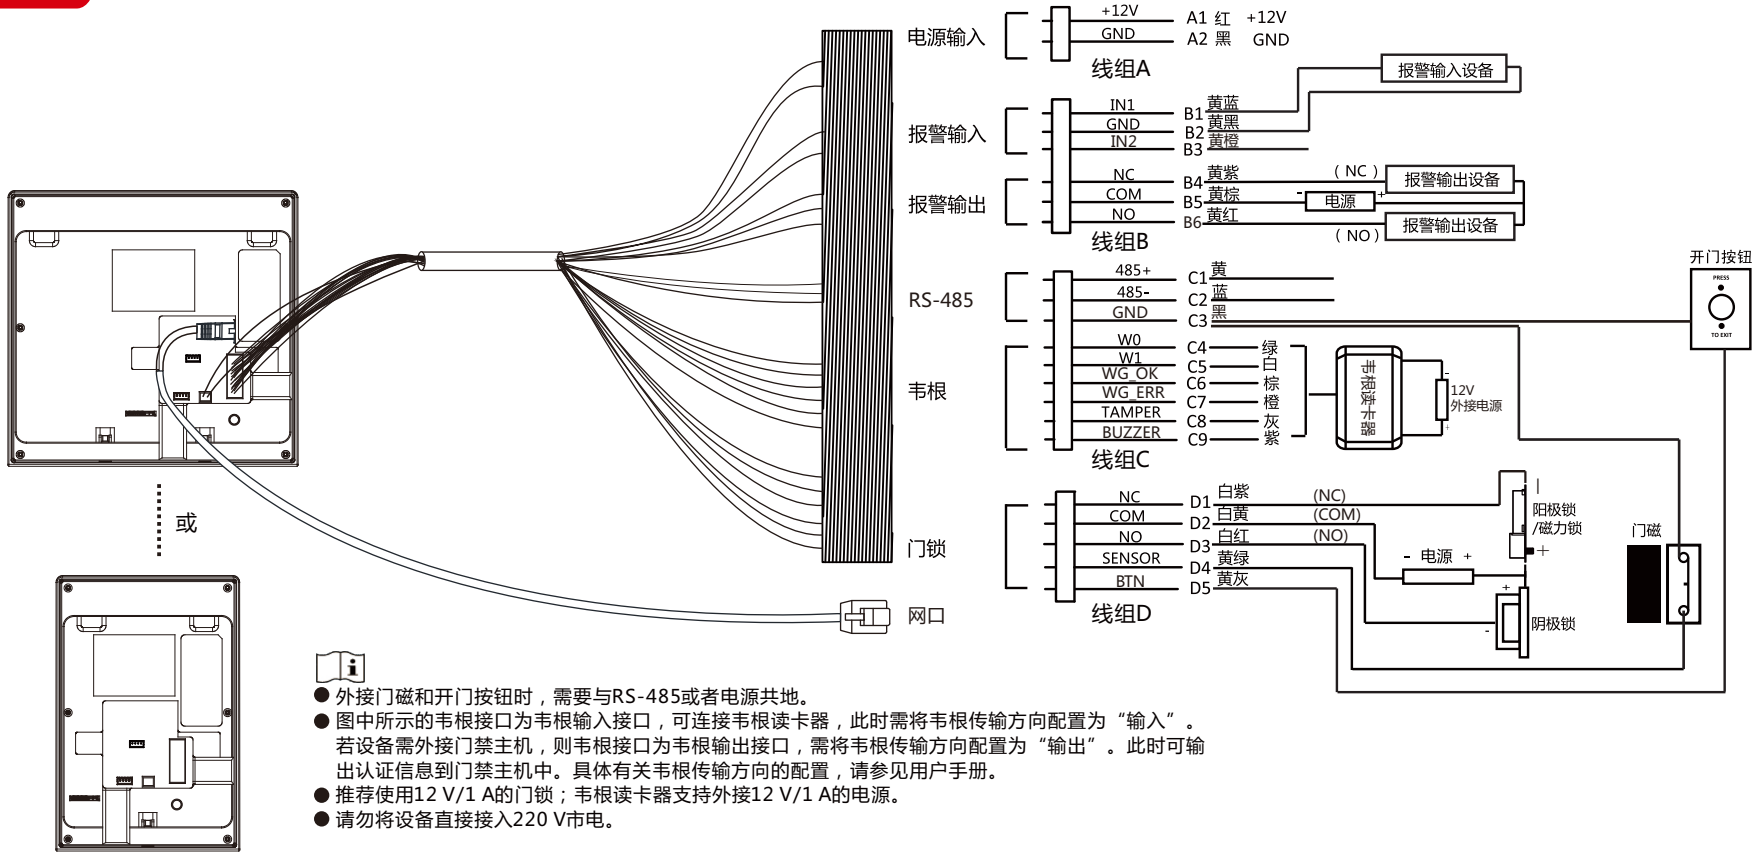 电源输入
+12V
A1 红 +12V
GND
A2 黑 GND
线组A
报警输入设备
报警输入
IN1
B1 黄蓝
GND
B2 黄黑
IN2
B3 黄橙
报警输出
NC
B4 黄紫
( NC )
报警输出设备
COM
B5 黄棕
- 电源 +
NO
B6 黄红
( NO )
报警输出设备
线组B
开门按钮
PRESS
TO EXIT
RS-485
485+
C1 黄
485-
C2 蓝
GND
C3 黑
韦根
W0
C4 绿
W1
C5 白
WG_OK
C6 棕
WG_ERR
C7 橙
TAMPER
C8 灰
BUZZER
C9 紫
韦根读卡器
-
12V
外接电源
+
线组C
门锁
NC
D1 白紫
(NC)
COM
D2 白黄
(COM)
NO
D3 白红
(NO)
SENSOR
D4 黄绿
BTN
D5 黄灰
线组D
阳极锁
/磁力锁
+
- 电源 +
+
-
阴极锁
门磁
或
网口
i
● 外接门磁和开门按钮时，需要与RS-485或者电源共地。
● 图中所示的韦根接口为韦根输入接口，可连接韦根读卡器，此时需将韦根传输方向配置为“输入”。
若设备需外接门禁主机，则韦根接口为韦根输出接口，需将韦根传输方向配置为“输出”。此时可输
出认证信息到门禁主机中。具体有关韦根传输方向的配置，请参见用户手册。
● 推荐使用12 V/1 A的门锁；韦根读卡器支持外接12 V/1 A的电源。
● 请勿将设备直接接入220 V市电。